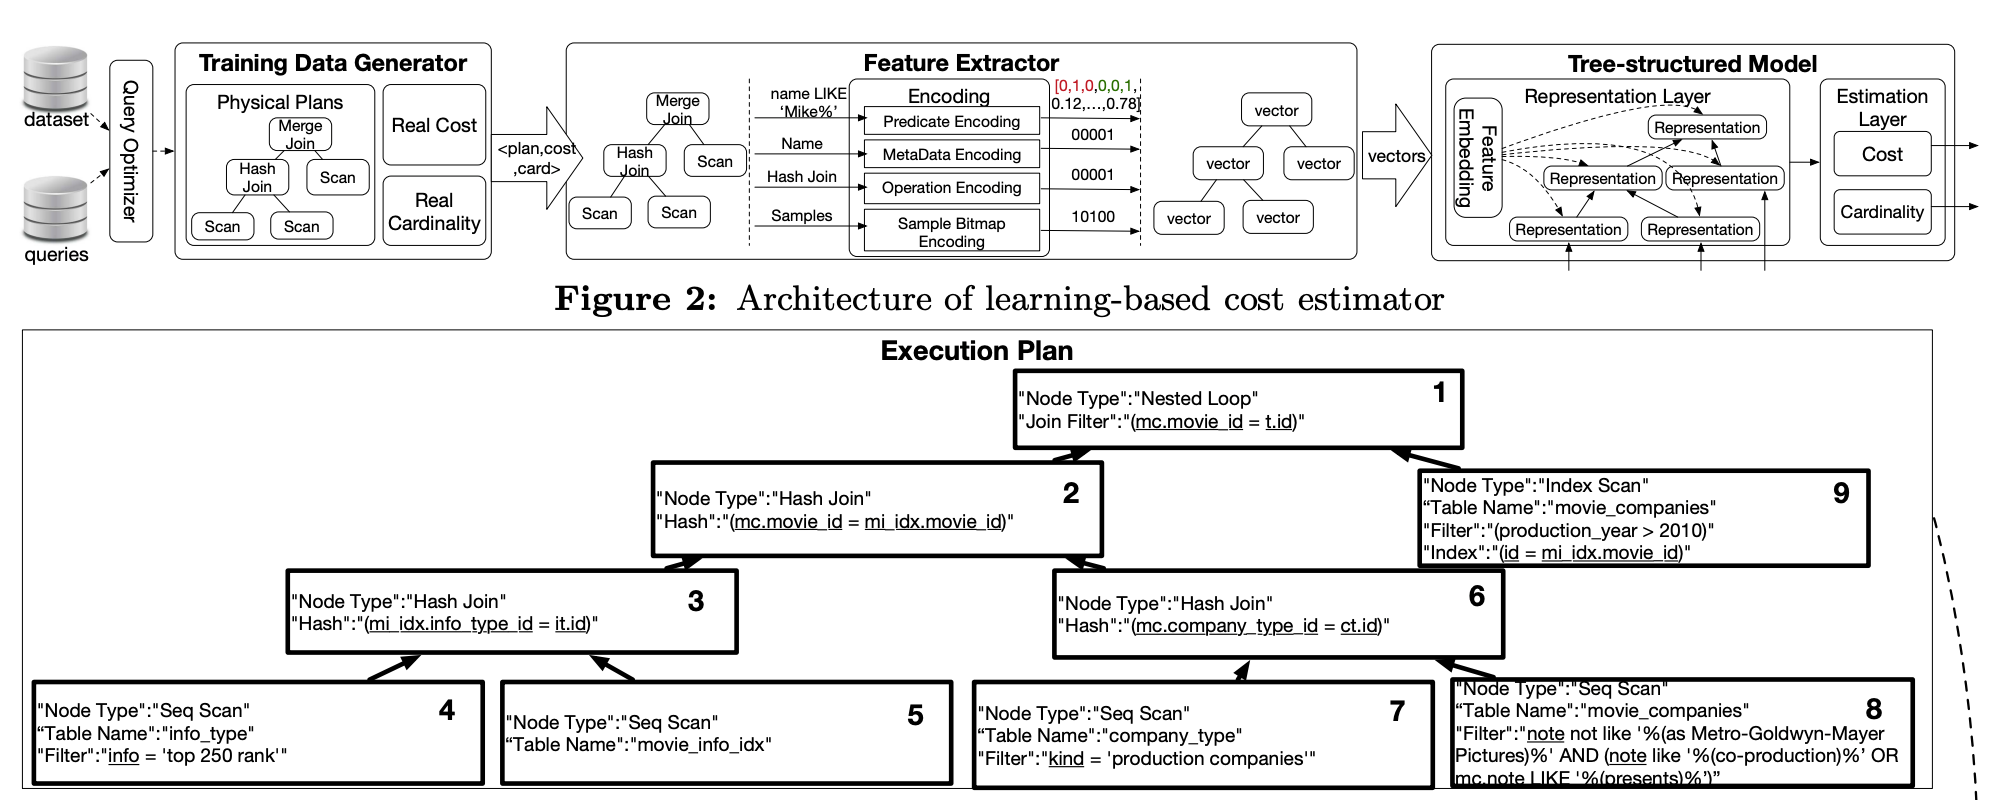 dataset
queries
Query Optimizer
Training Data Generator
Physical Plans
Merge
Join
Hash
Join
Scan
Scan
Scan
Real Cost
Real
Cardinality
<plan,cost
,card>
Feature Extractor
Merge
Join
Hash
Join
Scan
Scan
Scan
name LIKE
‘Mike%’
Name
Hash Join
Samples
Encoding
Predicate Encoding
MetaData Encoding
Operation Encoding
Sample Bitmap
Encoding
[0,1,0,0,0,1,
0.12,...,0.78]
00001
00001
10100
vector
vector
vector
vector
vector
vectors
Tree-structured Model
Representation Layer
Feature
Embedding
Representation
Representation
Representation
Representation
Representation
Estimation
Layer
Cost
Cardinality
Figure 2: Architecture of learning-based cost estimator
Execution Plan
1
"Node Type":"Nested Loop"
"Join Filter":"(mc.movie_id = t.id)"
2
"Node Type":"Hash Join"
"Hash":"(mc.movie_id = mi_idx.movie_id)"
9
"Node Type":"Index Scan"
“Table Name":"movie_companies"
"Filter":"(production_year > 2010)"
"Index":"(id = mi_idx.movie_id)"
3
"Node Type":"Hash Join"
"Hash":"(mi_idx.info_type_id = it.id)"
6
"Node Type":"Hash Join"
"Hash":"(mc.company_type_id = ct.id)"
4
"Node Type":"Seq Scan"
“Table Name":"info_type"
"Filter":"info = 'top 250 rank'"
5
"Node Type":"Seq Scan"
“Table Name":"movie_info_idx"
7
"Node Type":"Seq Scan"
“Table Name":"company_type"
"Filter":"kind = 'production companies'"
8
"Node Type":"Seq Scan"
“Table Name":"movie_companies"
"Filter":"note not like '%(as Metro-Goldwyn-Mayer
Pictures)%' AND (note like '%(co-production)%’ OR
mc.note LIKE '%(presents)%’)”